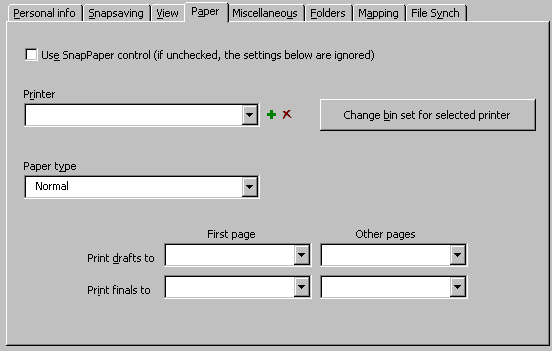 Personal info Snapsaving View Paper Miscellaneous Folders Mapping File Synch
Use SnapPaper control (if unchecked, the settings below are ignored)
Printer
Change bin set for selected printer
Paper type
Normal
First page Other pages
Print drafts to
Print finals to